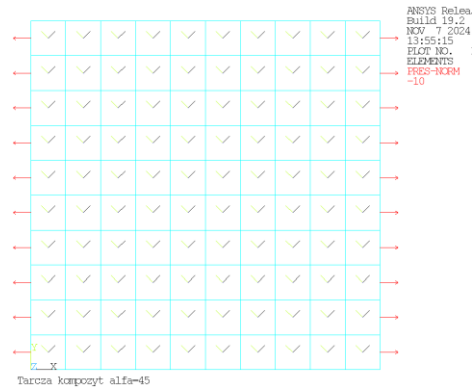 ANSYS Relea
Build 19.2
NOV 7 2024
13:55:15
PLOT NO.
ELEMENTS
PRES-NORM
-10
Y
Z X
Tarcza kompozyt alfa=45